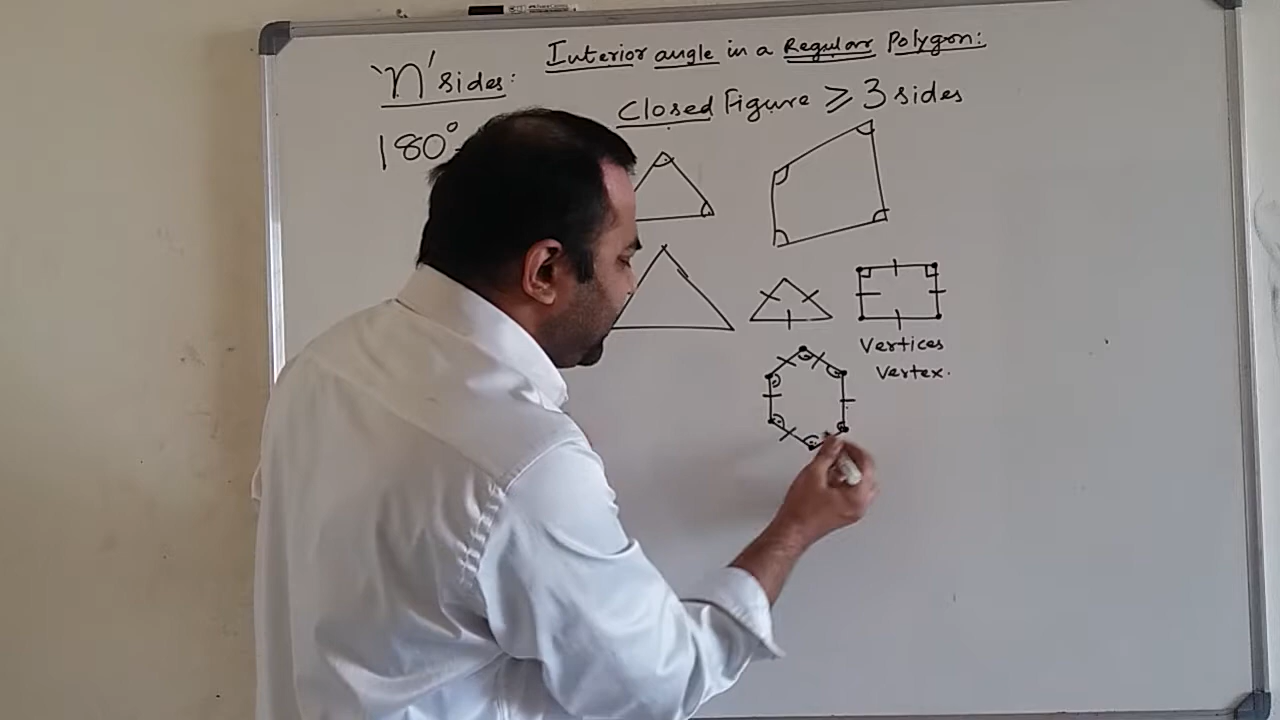 Interior angle in a Regular Polygon:
'n' sides:
Closed Figure ≥ 3 sides
180°
Vertices
Vertex.